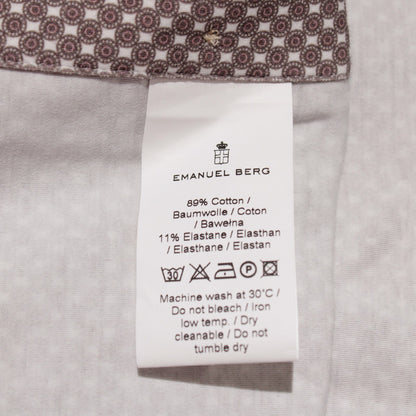 EMANUEL BERG
89% Cotton /
Baumwolle / Coton
/ Bawełna
11% Elastane / Elasthan
/ Elasthane / Elastan
30 P
Machine wash at 30°C /
Do not bleach / Iron
low temp. / Dry
cleanable / Do not
tumble dry